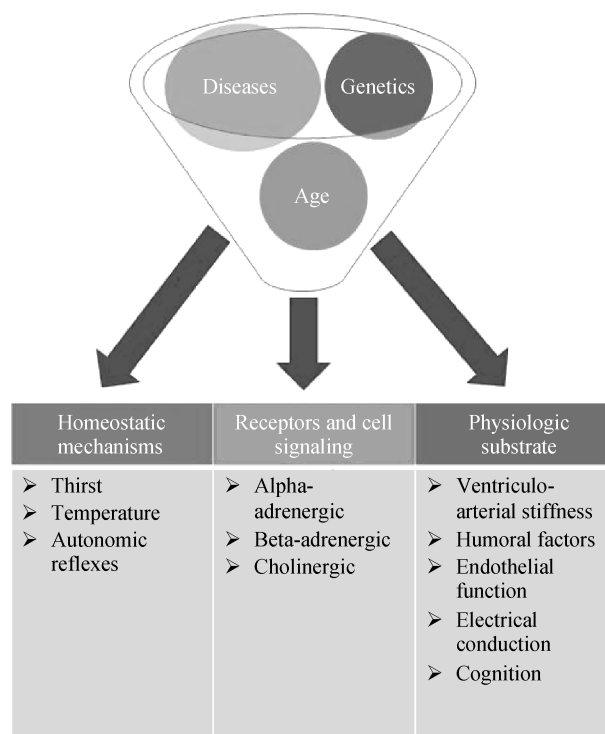 Diseases
Genetics
Age
Homeostatic
mechanisms
➢ Thirst
➢ Temperature
➢ Autonomic
reflexes
Receptors and cell
signaling
➢ Alpha-
adrenergic
➢ Beta-adrenergic
➢ Cholinergic
Physiologic
substrate
➢ Ventriculo-
arterial stiffness
➢ Humoral factors
➢ Endothelial
function
➢ Electrical
conduction
➢ Cognition